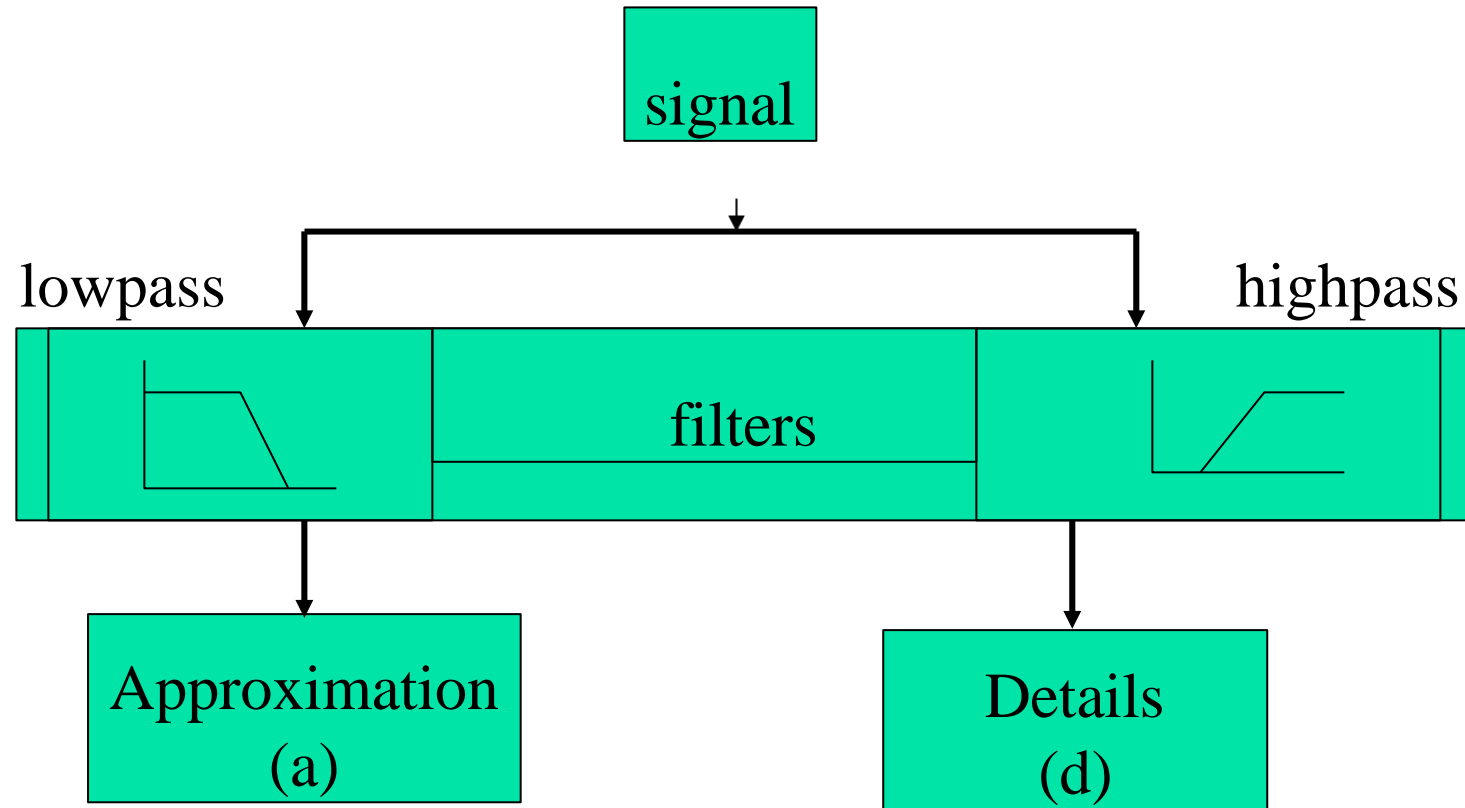 signal
lowpass
highpass
filters
Approximation
(a)
Details
(d)